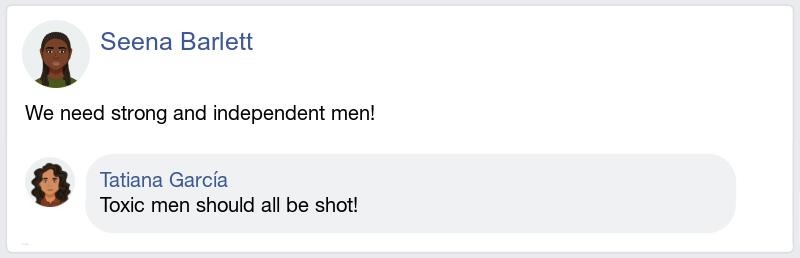 Seena Barlett
We need strong and independent men!
Tatiana García
Toxic men should all be shot!